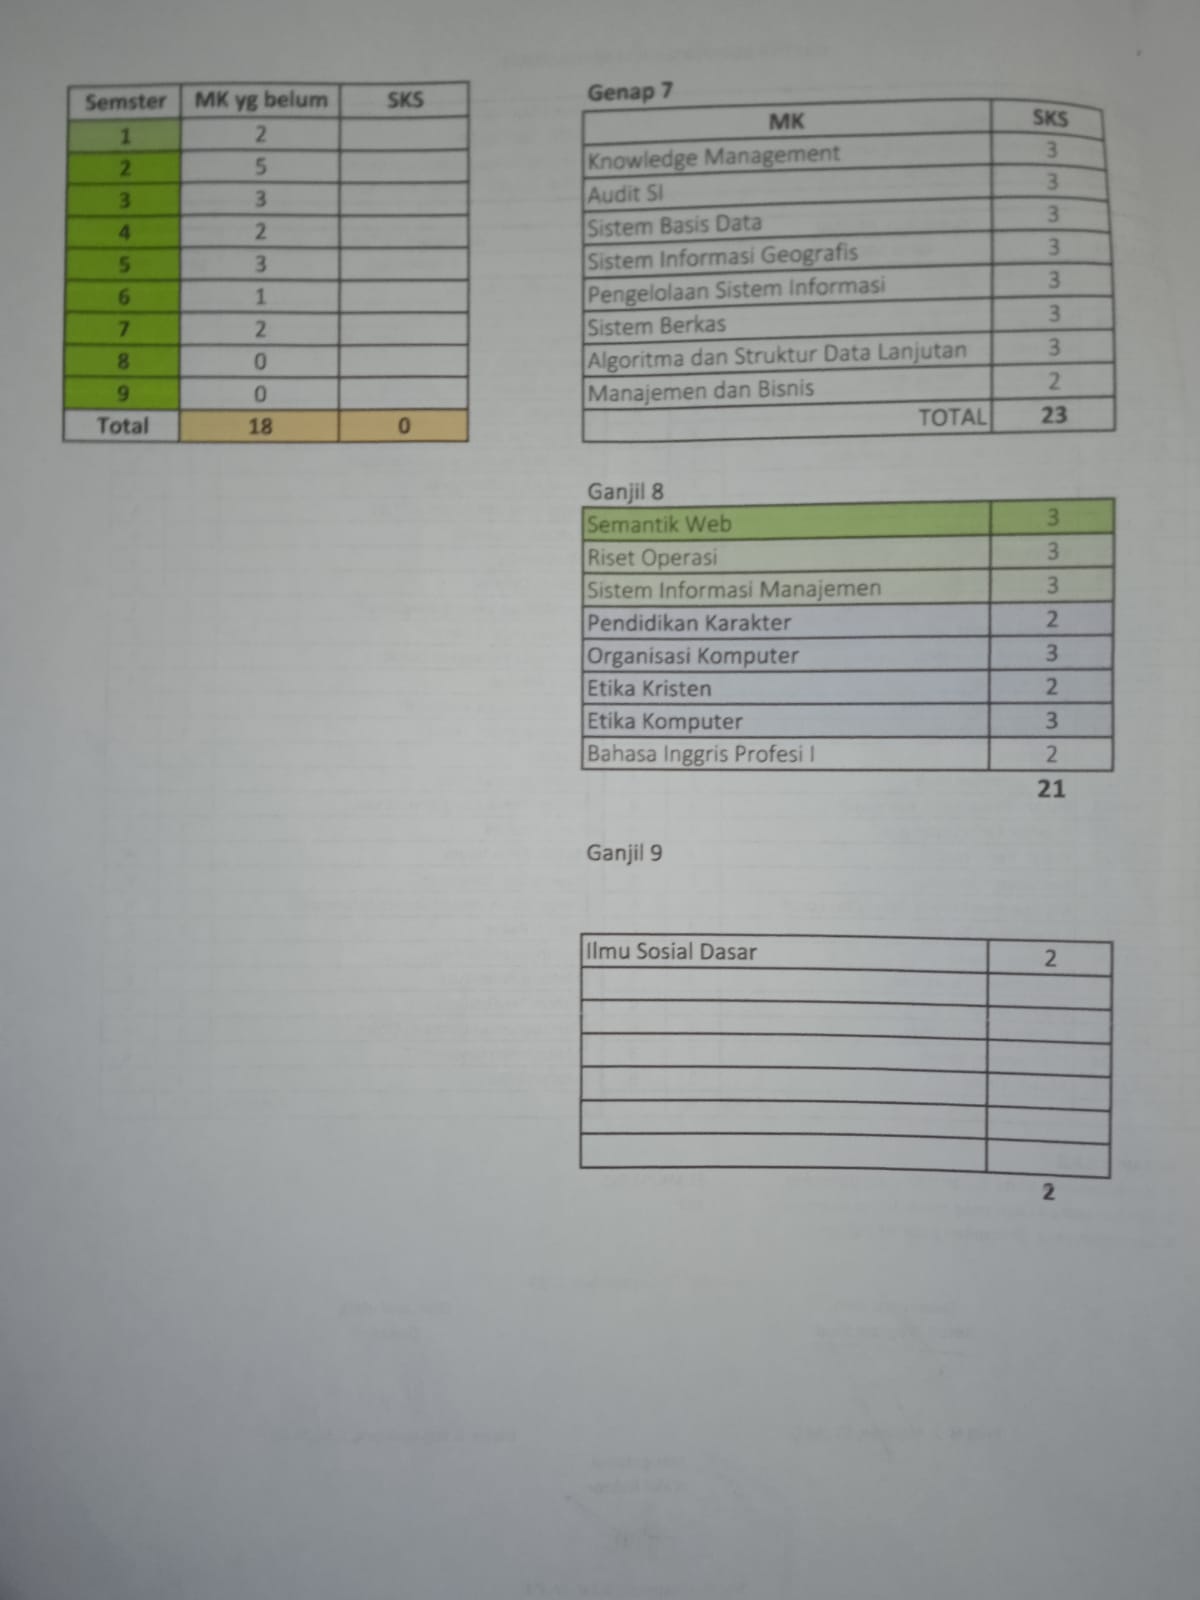 Semster MK yg belum SKS
1 2
2 5
3 3
4 2
5 3
6 1
7 2
8 0
9 0
Total 18 0
Genap 7
MK SKS
Knowledge Management 3
Audit SI 3
Sistem Basis Data 3
Sistem Informasi Geografis 3
Pengelolaan Sistem Informasi 3
Sistem Berkas 3
Algoritma dan Struktur Data Lanjutan 3
Manajemen dan Bisnis 2
TOTAL 23
Ganjil 8
Semantik Web 3
Riset Operasi 3
Sistem Informasi Manajemen 3
Pendidikan Karakter 2
Organisasi Komputer 3
Etika Kristen 2
Etika Komputer 3
Bahasa Inggris Profesi I 2
21
Ganjil 9
Ilmu Sosial Dasar 2
2